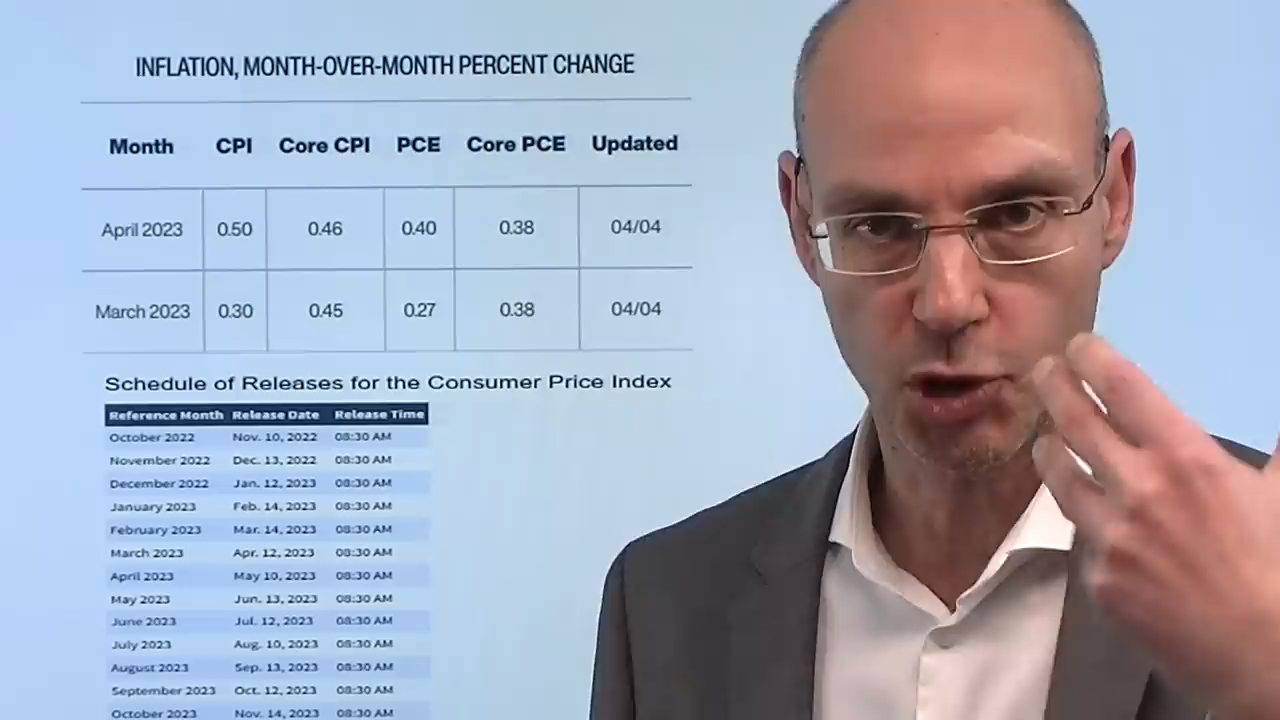 INFLATION, MONTH-OVER-MONTH PERCENT CHANGE
Month CPI Core CPI PCE Core PCE Updated
April 2023 0.50 0.46 0.40 0.38 04/04
March 2023 0.30 0.45 0.27 0.38 04/04
Schedule of Releases for the Consumer Price Index
Reference Month Release Date Release Time
October 2022 Nov. 10, 2022 08:30 AM
November 2022 Dec. 13, 2022 08:30 AM
December 2022 Jan. 12, 2023 08:30 AM
January 2023 Feb. 14, 2023 08:30 AM
February 2023 Mar. 14, 2023 08:30 AM
March 2023 Apr. 12, 2023 08:30 AM
April 2023 May 10, 2023 08:30 AM
May 2023 Jun. 13, 2023 08:30 AM
June 2023 Jul. 12, 2023 08:30 AM
July 2023 Aug. 10, 2023 08:30 AM
August 2023 Sep. 13, 2023 08:30 AM
September 2023 Oct. 12, 2023 08:30 AM
October 2023 Nov. 14, 2023 08:30 AM